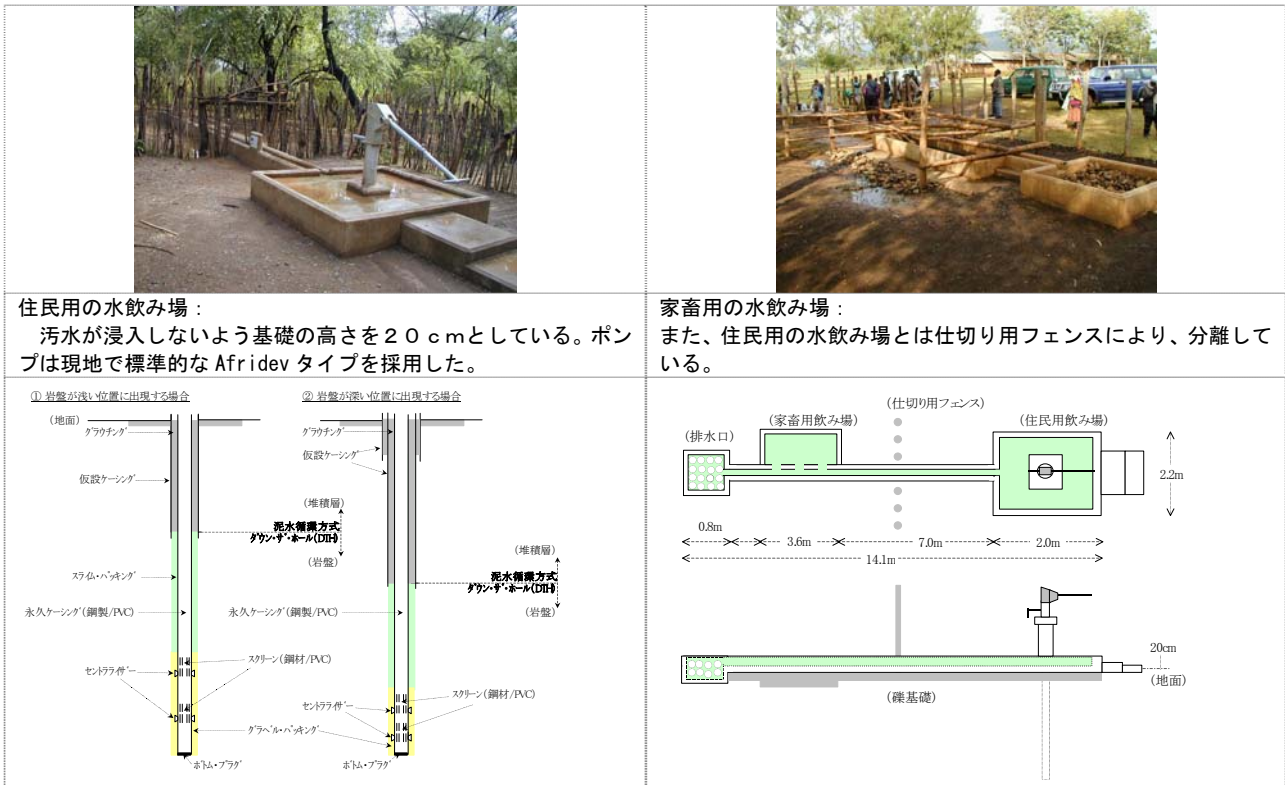 住民用の水飲み場：
汚水が浸入しないよう基礎の高さを２０ｃｍとしている。ポン
プは現地で標準的な Afridev タイプを採用した。
家畜用の水飲み場：
また、住民用の水飲み場とは仕切り用フェンスにより、分離して
いる。
① 岩盤が浅い位置に出現する場合
(地面)
グラウチング
仮設ケーシング
(堆積層)
泥水循環方式
ダウン・ザ・ホール(DTH)
(岩盤)
スライム・パッキング
永久ケーシング(鋼製/PVC)
スクリーン(鋼材/PVC)
セントラライザー
グラベル・パッキング
ボトム・プラグ
② 岩盤が深い位置に出現する場合
グラウチング
仮設ケーシング
(堆積層)
泥水循環方式
ダウン・ザ・ホール(DTH)
(岩盤)
永久ケーシング(鋼製/PVC)
スクリーン(鋼材/PVC)
セントラライザー
ボトム・プラグ
(仕切り用フェンス)
(排水口)
(家畜用飲み場)
(住民用飲み場)
2.2m
0.8m
3.6m
7.0m
2.0m
14.1m
20cm
(地面)
(礫基礎)